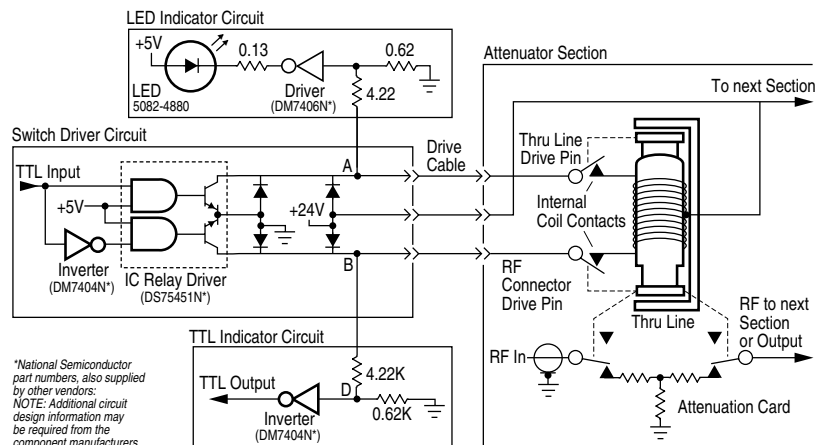 LED Indicator Circuit
+5V
0.13
0.62
LED
5082-4880
Driver
(DM7406N*)
4.22
Attenuator Section
To next Section
Switch Driver Circuit
TTL Input
+5V
Inverter
(DM7404N*)
IC Relay Driver
(DS75451N*)
+24V
A
B
Drive
Cable
Thru Line
Drive Pin
Internal
Coil Contacts
RF
Connector
Drive Pin
Thru Line
RF to next
Section
or Output
RF In
Attenuation Card
TTL Indicator Circuit
TTL Output
Inverter
(DM7404N*)
D
4.22K
0.62K
*National Semiconductor
part numbers, also supplied
by other vendors:
NOTE: Additional circuit
design information may
be required from the
component manufacturers